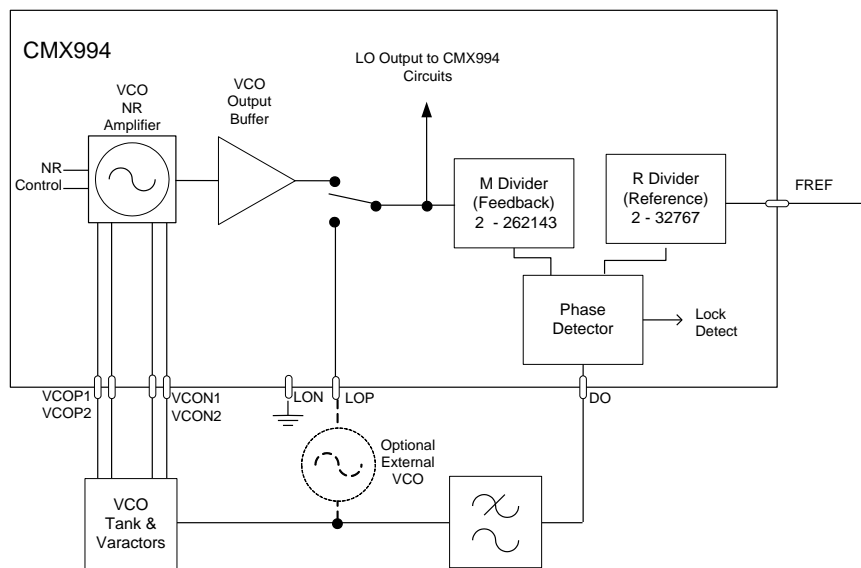 CMX994
LO Output to CMX994
Circuits
VCO
NR
Amplifier
VCO
Output
Buffer
NR
Control
M Divider
(Feedback)
2 - 262143
R Divider
(Reference)
2 - 32767
FREF
Phase
Detector
Lock
Detect
VCOP1
VCOP2
VCON1
VCON2
LON
LOP
DO
Optional
External
VCO
VCO
Tank &
Varactors